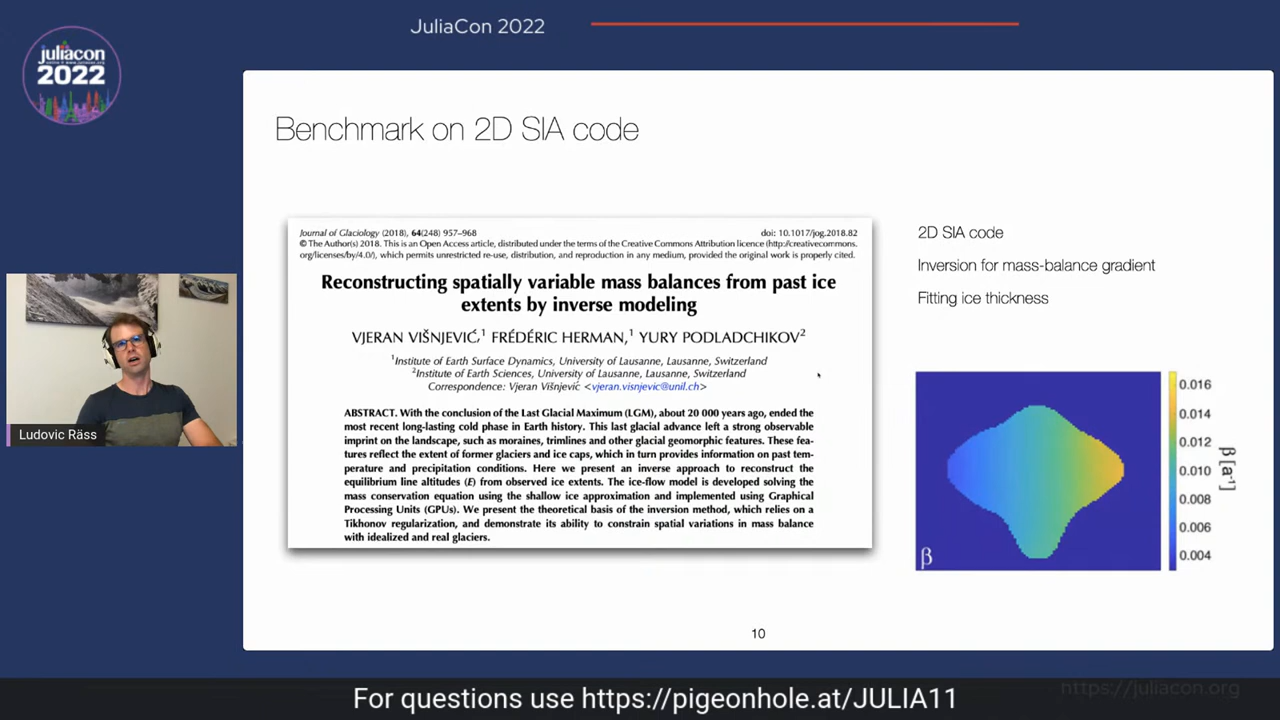 JuliaCon 2022
juliacon
2022
Benchmark on 2D SIA code
Journal of Glaciology (2018), 64(248) 957–968
doi: 10.1017/jog.2018.82
© The Author(s) 2018. This is an Open Access article, distributed under the terms of the Creative Commons Attribution licence (http://creativecommons.
org/licenses/by/4.0/), which permits unrestricted re-use, distribution, and reproduction in any medium, provided the original work is properly cited.
Reconstructing spatially variable mass balances from past ice
extents by inverse modeling
VJERAN VIŠNJEVIĆ,1 FRÉDÉRIC HERMAN,1 YURY PODLADCHIKOV2
1Institute of Earth Surface Dynamics, University of Lausanne, Lausanne, Switzerland
2Institute of Earth Sciences, University of Lausanne, Lausanne, Switzerland
Correspondence: Vjeran Višnjević <vjeran.visnjevic@unil.ch>
ABSTRACT. With the conclusion of the Last Glacial Maximum (LGM), about 20 000 years ago, ended the
most recent long-lasting cold phase in Earth history. This last glacial advance left a strong observable
imprint on the landscape, such as moraines, trimlines and other glacial geomorphic features. These fea-
tures reflect the extent of former glaciers and ice caps, which in turn provides information on past tem-
perature and precipitation conditions. Here we present an inverse approach to reconstruct the
equilibrium line altitudes (E) from observed ice extents. The ice-flow model is developed solving the
mass conservation equation using the shallow ice approximation and implemented using Graphical
Processing Units (GPUs). We present the theoretical basis of the inversion method, which relies on a
Tikhonov regularization, and demonstrate its ability to constrain spatial variations in mass balance
with idealized and real glaciers.
2D SIA code
Inversion for mass-balance gradient
Fitting ice thickness
0.016
0.014
0.012
0.010
0.008
0.006
0.004
β [a-1]
β
Ludovic Räss
10
https://juliacon.org
For questions use https://pigeonhole.at/JULIA11